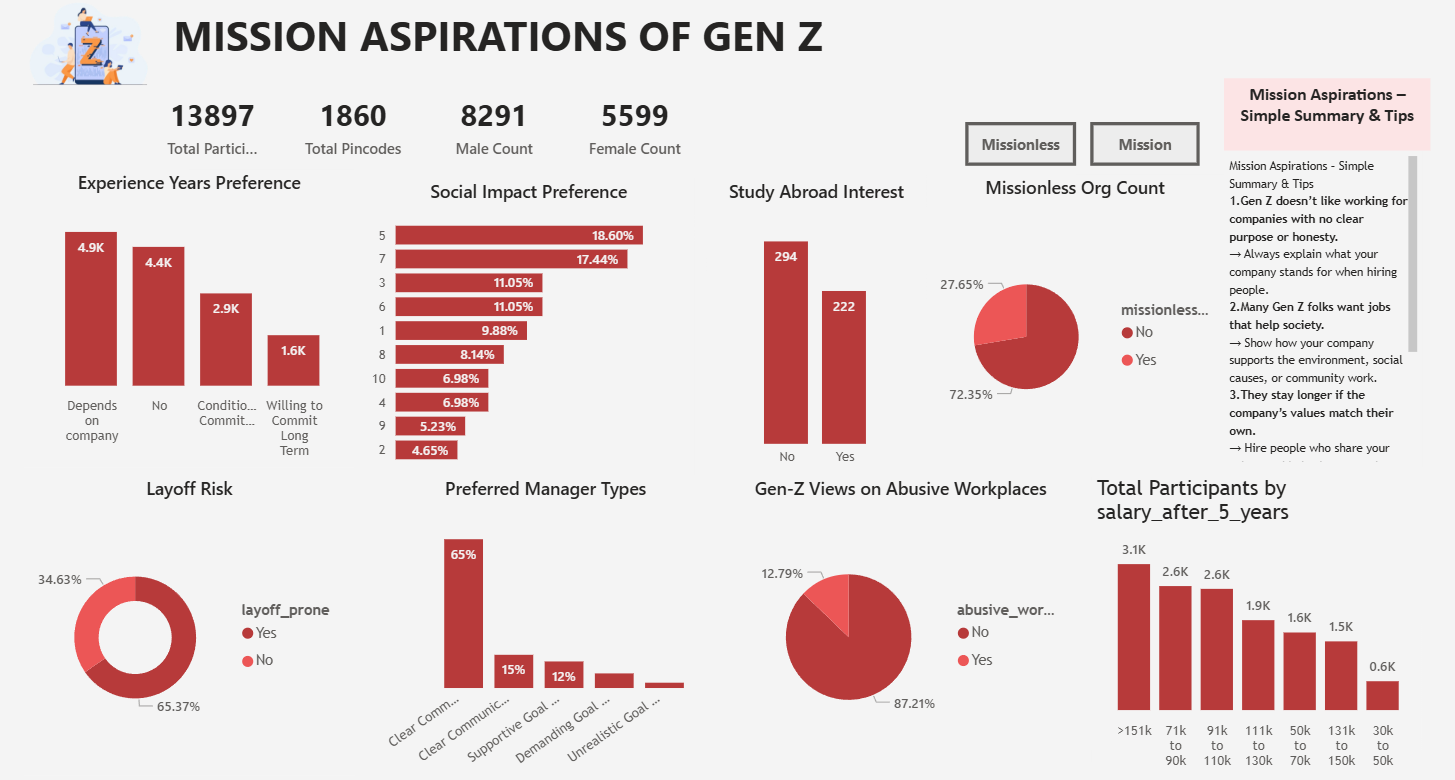 Z
MISSION ASPIRATIONS OF GEN Z
13897
Total Partici...
1860
Total Pincodes
8291
Male Count
5599
Female Count
Missionless
Mission
Mission Aspirations –
Simple Summary & Tips
Mission Aspirations - Simple
Summary & Tips
1.Gen Z doesn't like working for
companies with no clear
purpose or honesty.
→ Always explain what your
company stands for when hiring
people.
2.Many Gen Z folks want jobs
that help society.
→ Show how your company
supports the environment, social
causes, or community work.
3.They stay longer if the
company's values match their
own.
→ Hire people who share your
Experience Years Preference
4.9K
4.4K
2.9K
1.6K
Depends
on
company
No
Conditio...
Commit...
Willing to
Commit
Long
Term
Social Impact Preference
5 18.60%
7 17.44%
3 11.05%
6 11.05%
1 9.88%
8 8.14%
10 6.98%
4 6.98%
9 5.23%
2 4.65%
Study Abroad Interest
294
222
No
Yes
Missionless Org Count
27.65%
72.35%
missionless...
No
Yes
Layoff Risk
34.63%
65.37%
layoff_prone
Yes
No
Preferred Manager Types
65%
15%
12%
Clear Comm...
Clear Communic...
Supportive Goal ...
Demanding Goal ...
Unrealistic Goal ...
Gen-Z Views on Abusive Workplaces
12.79%
87.21%
abusive_wor...
No
Yes
Total Participants by
salary_after_5_years
3.1K
2.6K
2.6K
1.9K
1.6K
1.5K
0.6K
>151k
71k
to
90k
91k
to
110k
111k
to
130k
50k
to
70k
131k
to
150k
30k
to
50k